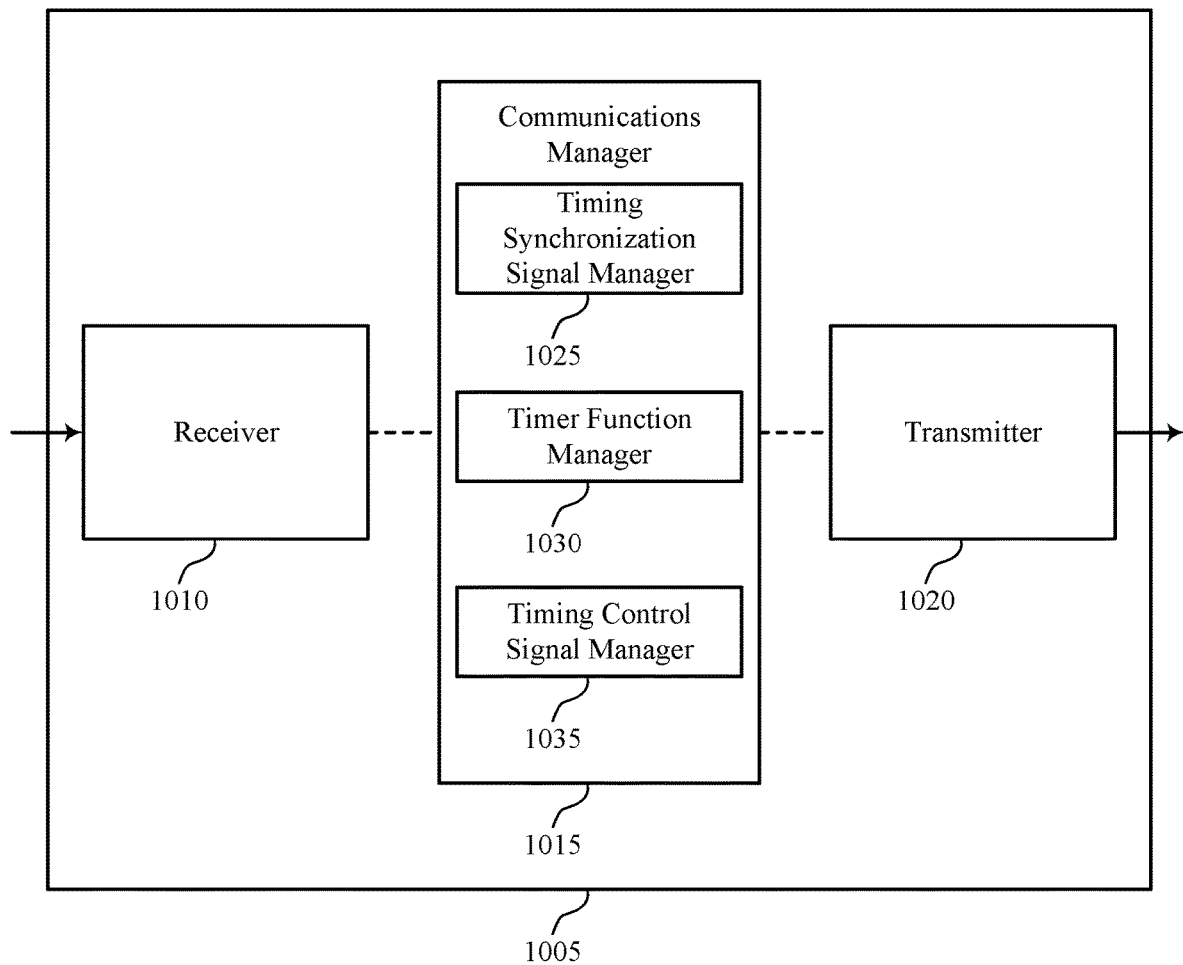 Communications
Manager
Timing
Synchronization
Signal Manager
1025
Receiver
1010
Timer Function
Manager
1030
Transmitter
1020
Timing Control
Signal Manager
1035
1015
1005